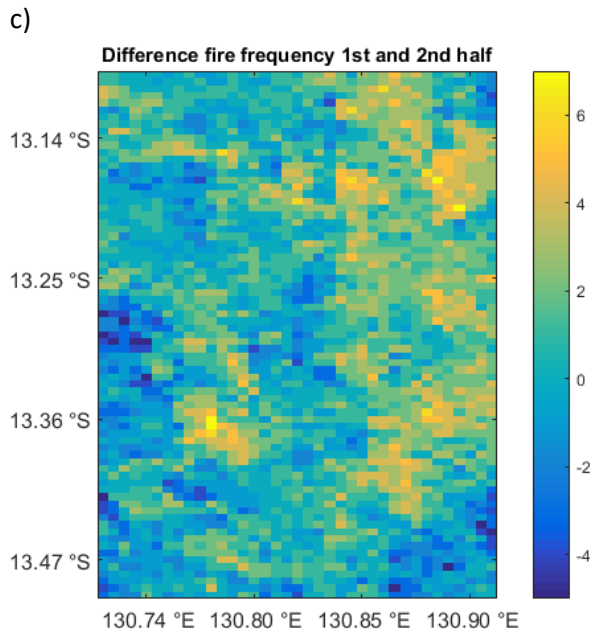 c)
Difference fire frequency 1st and 2nd half
13.14 °S
13.25 °S
13.36 °S
13.47 °S
130.74 °E 130.80 °E 130.85 °E 130.90 °E
6
4
2
0
-2
-4